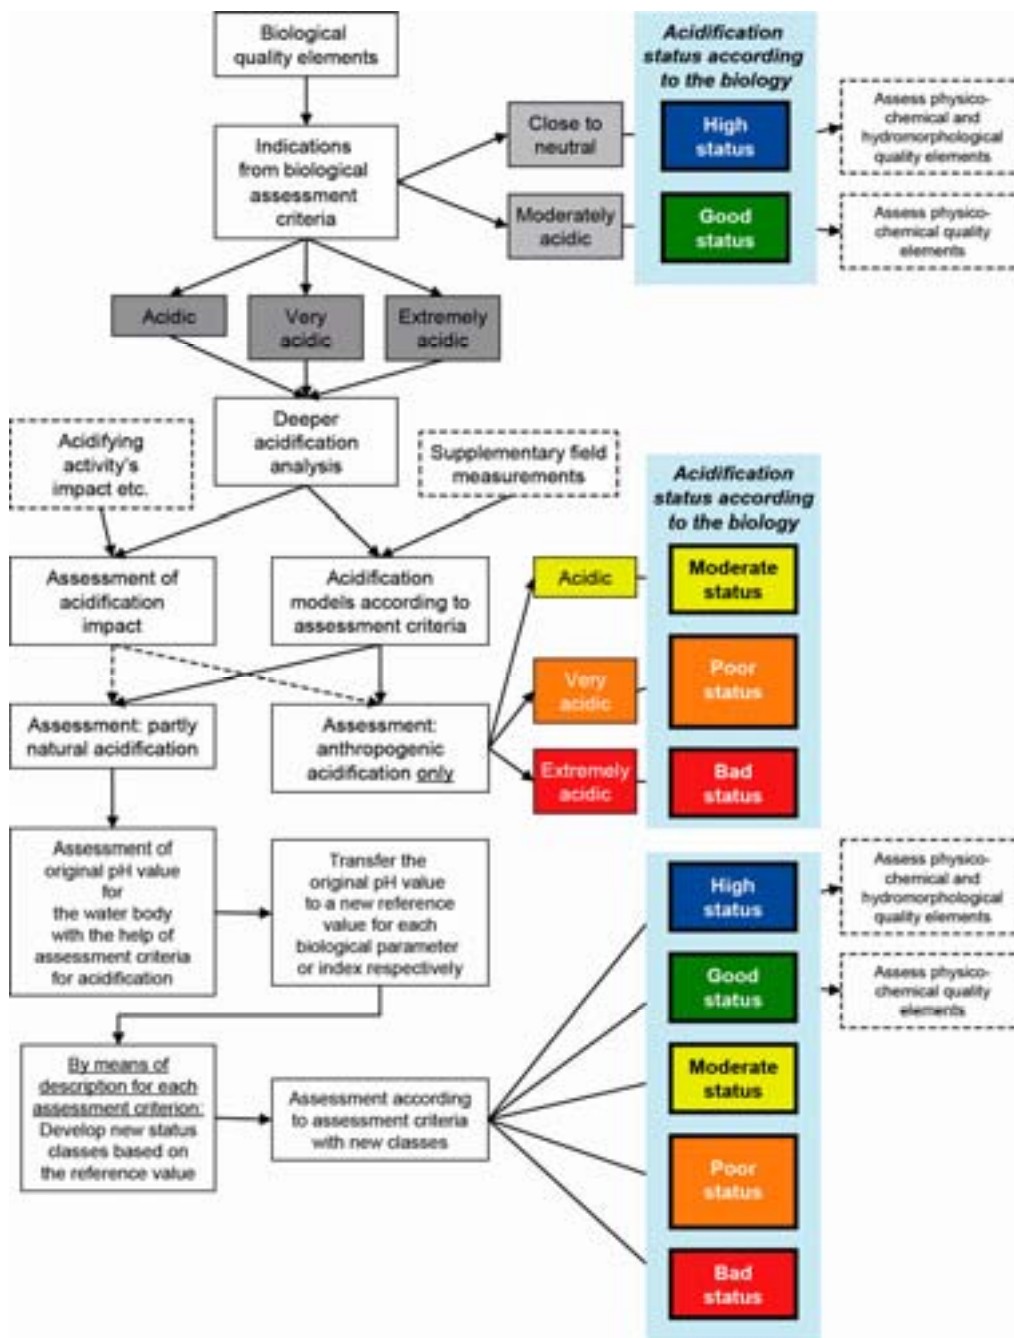 Biological
quality elements
Acidification
status according
to the biology
Indications
from biological
assessment
criteria
Close to
neutral
High
status
Assess physico-
chemical and
hydromorphological
quality elements
Moderately
acidic
Good
status
Assess physico-
chemical quality
elements
Acidic
Very
acidic
Extremely
acidic
Deeper
acidification
analysis
Acidifying
activity's
impact etc.
Supplementary field
measurements
Acidification
status according
to the biology
Assessment of
acidification
impact
Acidification
models according to
assessment criteria
Acidic
Moderate
status
Very
acidic
Poor
status
Assessment: partly
natural acidification
Assessment:
anthropogenic
acidification only
Extremely
acidic
Bad
status
Assessment of
original pH value
for
the water body
with the help of
assessment criteria
for acidification
Transfer the
original pH value
to a new reference
value for each
biological parameter
or index respectively
High
status
Assess physico-
chemical and
hydromorphological
quality elements
Good
status
Assess physico-
chemical quality
elements
By means of
description for each
assessment criterion:
Develop new status
classes based on
the reference value
Assessment according
to assessment criteria
with new classes
Moderate
status
Poor
status
Bad
status